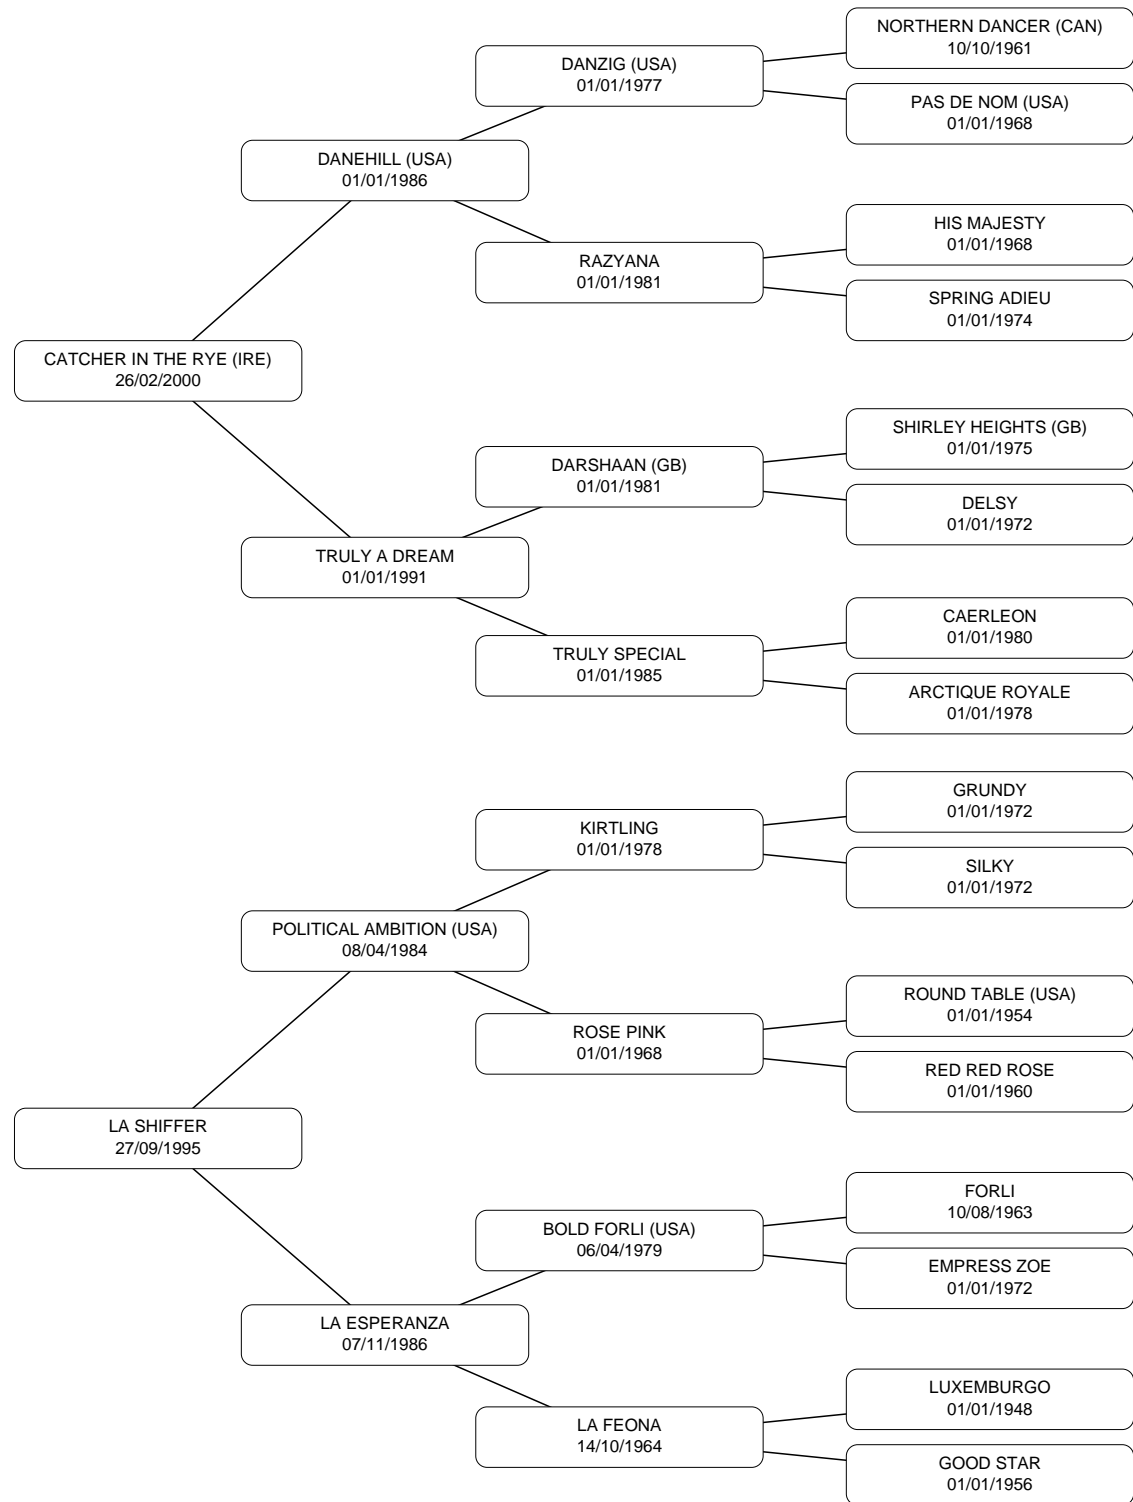 NORTHERN DANCER (CAN)
10/10/1961
DANZIG (USA)
01/01/1977
PAS DE NOM (USA)
01/01/1968
DANEHILL (USA)
01/01/1986
HIS MAJESTY
01/01/1968
RAZYANA
01/01/1981
SPRING ADIEU
01/01/1974
CATCHER IN THE RYE (IRE)
26/02/2000
SHIRLEY HEIGHTS (GB)
01/01/1975
DARSHAAN (GB)
01/01/1981
DELSY
01/01/1972
TRULY A DREAM
01/01/1991
CAERLEON
01/01/1980
TRULY SPECIAL
01/01/1985
ARCTIQUE ROYALE
01/01/1978
GRUNDY
01/01/1972
KIRTLING
01/01/1978
SILKY
01/01/1972
POLITICAL AMBITION (USA)
08/04/1984
ROUND TABLE (USA)
01/01/1954
ROSE PINK
01/01/1968
RED RED ROSE
01/01/1960
LA SHIFFER
27/09/1995
FORLI
10/08/1963
BOLD FORLI (USA)
06/04/1979
EMPRESS ZOE
01/01/1972
LA ESPERANZA
07/11/1986
LUXEMBURGO
01/01/1948
LA FEONA
14/10/1964
GOOD STAR
01/01/1956